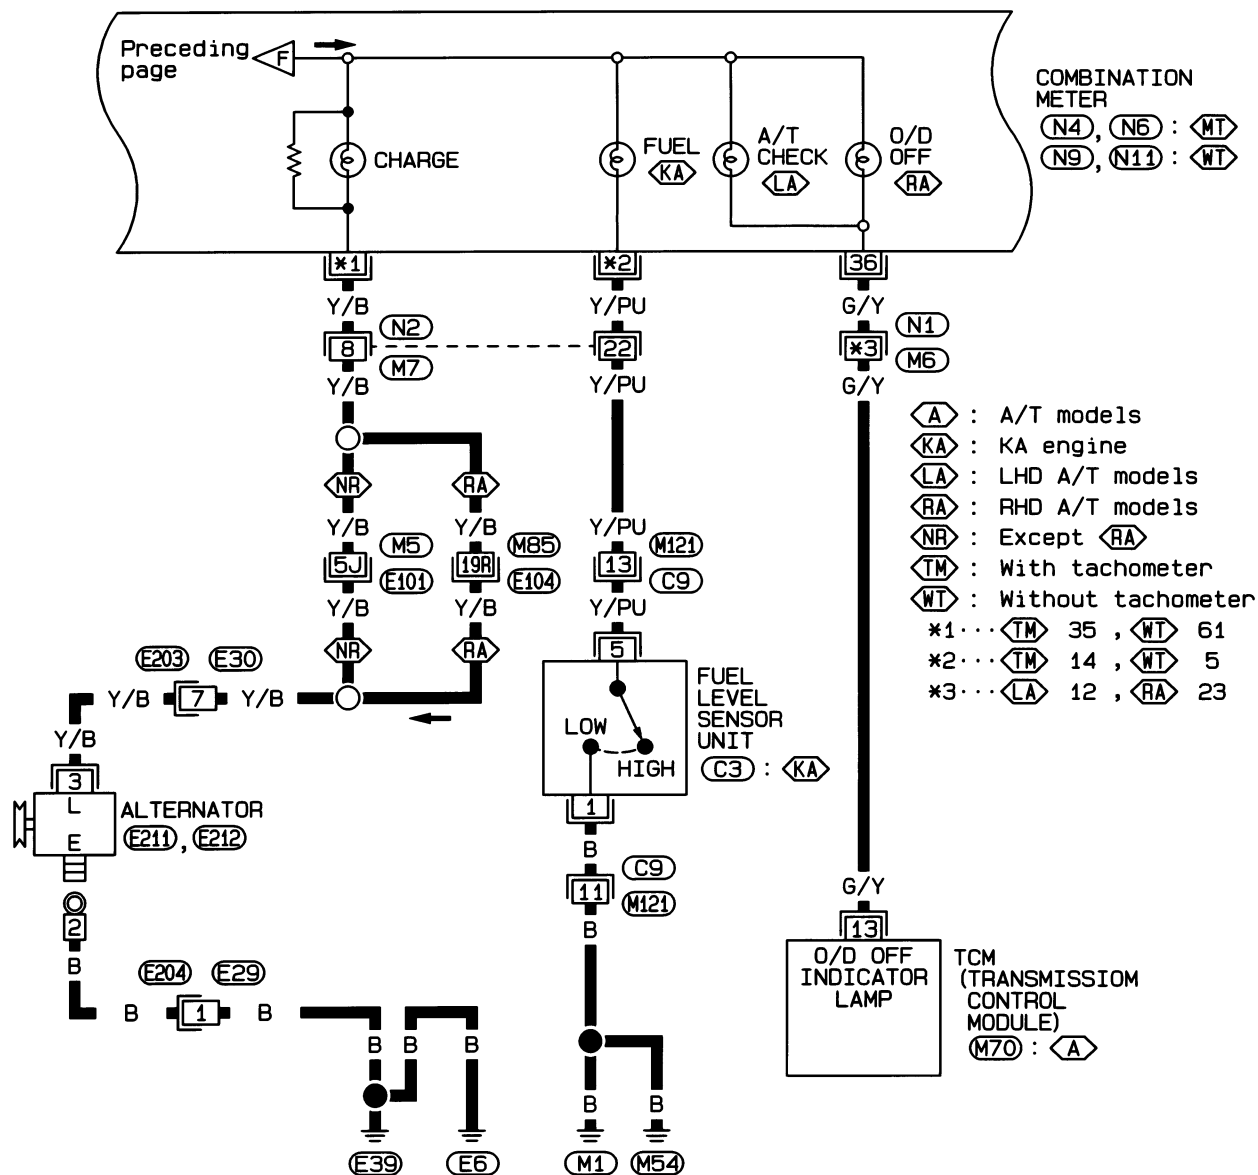 Preceding
page
F
CHARGE
FUEL
KA
A/T
CHECK
LA
O/D
OFF
RA
COMBINATION
METER
N4 , N6 : MT
N9 , N11 : WT
*1
*2
36
Y/B
Y/PU
G/Y
8
N2
M7
22
*3
N1
M6
Y/B
Y/PU
G/Y
NR
RA
Y/B
Y/B
Y/PU
5J
M5
E101
19R
M85
E104
13
M121
C9
Y/B
Y/B
Y/PU
NR
RA
A : A/T models
KA : KA engine
LA : LHD A/T models
RA : RHD A/T models
NR : Except RA
TM : With tachometer
WT : Without tachometer
*1··· TM 35 , WT 61
*2··· TM 14 , WT 5
*3··· LA 12 , RA 23
E203
E30
Y/B
7
Y/B
Y/B
3
L
E
ALTERNATOR
E211 , E212
2
B
5
LOW
HIGH
FUEL
LEVEL
SENSOR
UNIT
C3 : KA
1
B
C9
11
M121
B
G/Y
13
O/D OFF
INDICATOR
LAMP
TCM
(TRANSMISSIOM
CONTROL
MODULE)
M70 : A
E204
E29
B
1
B
B
B
B
B
B
E39
E6
M1
M54